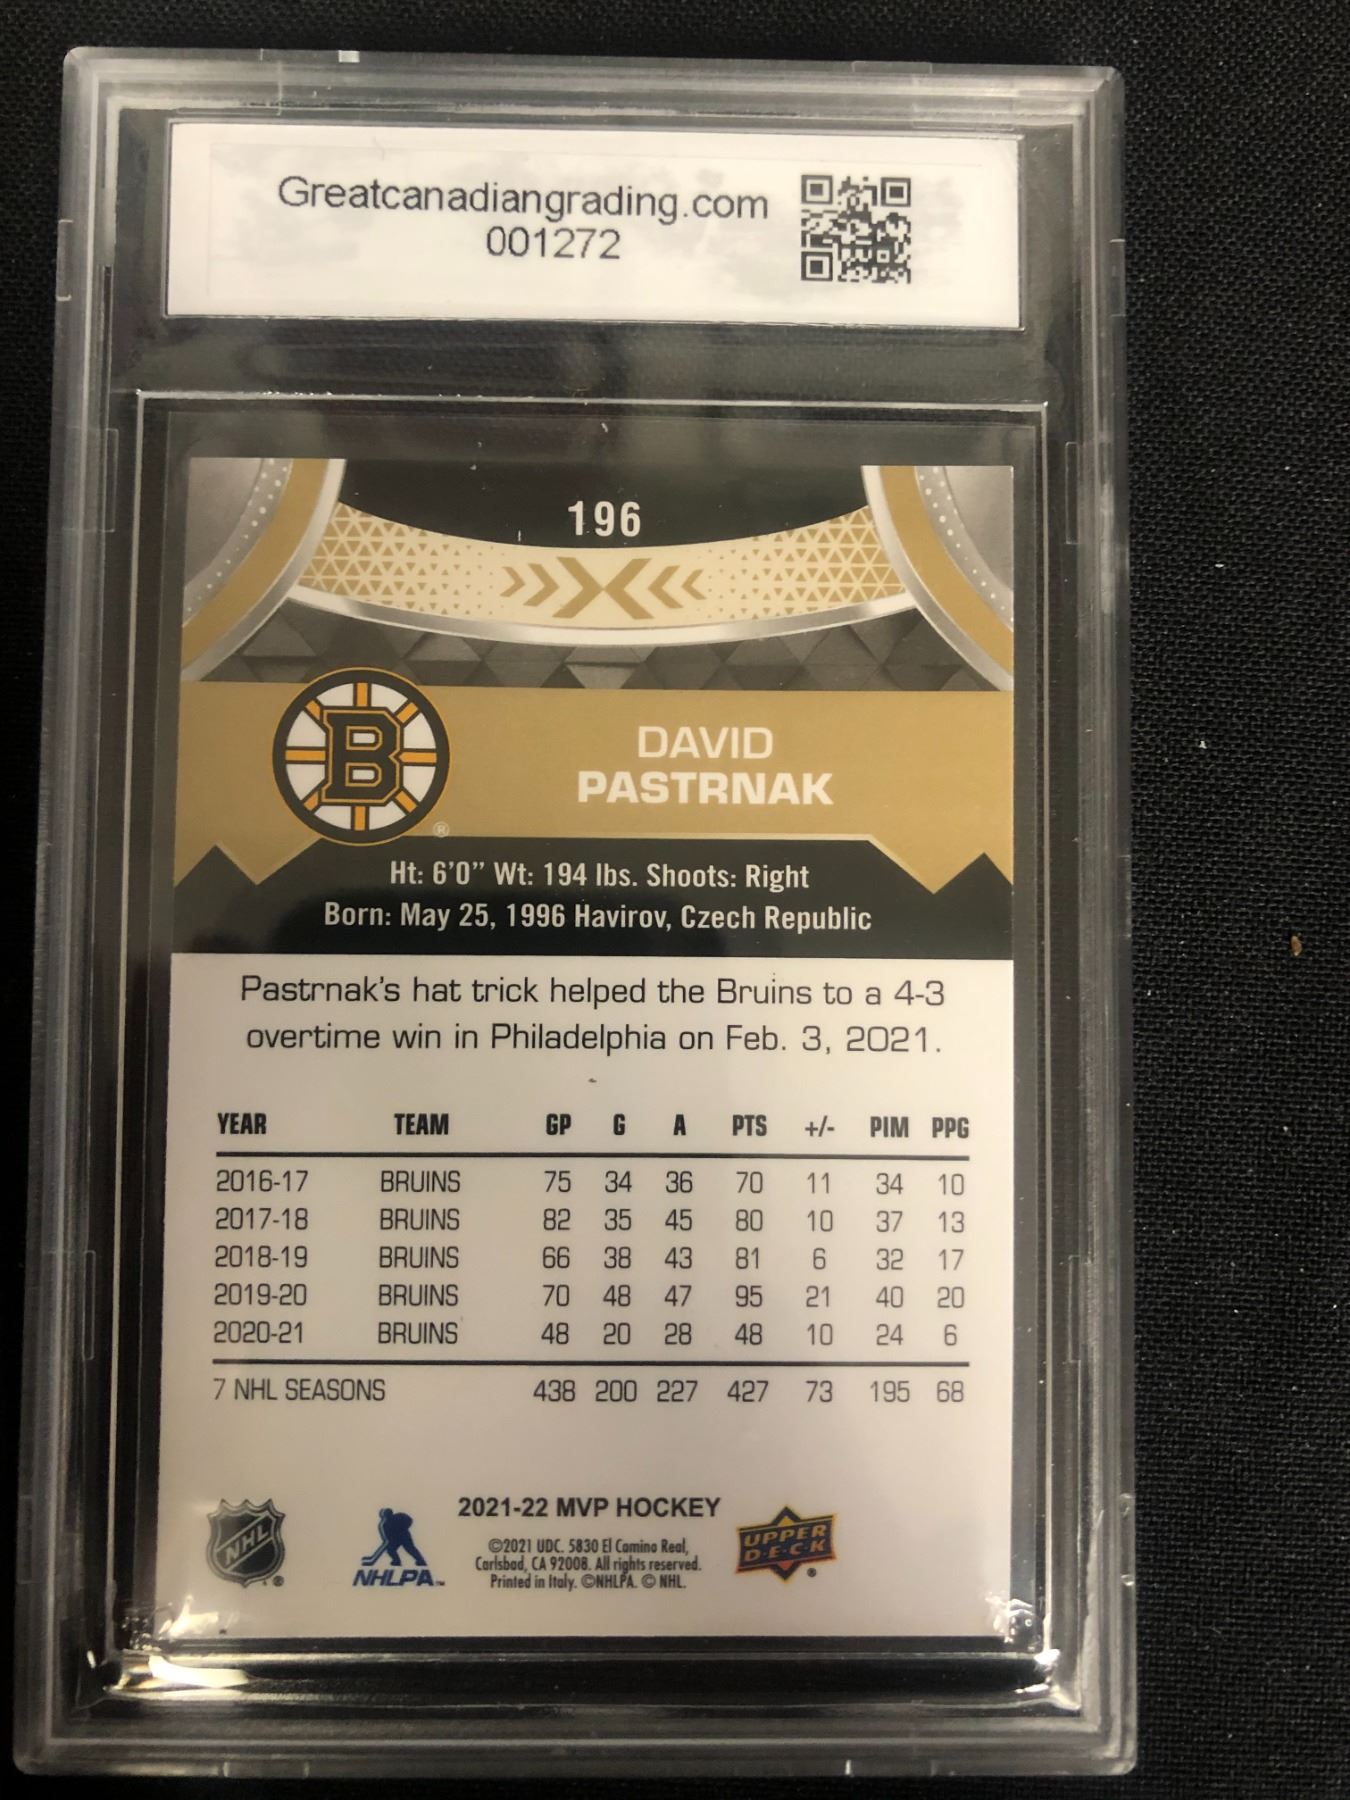 Greatcanadiangrading.com
001272
196
B
®
DAVID
PASTRNAK
Ht: 6'0" Wt: 194 lbs. Shoots: Right
Born: May 25, 1996 Havirov, Czech Republic
Pastrnak's hat trick helped the Bruins to a 4-3
overtime win in Philadelphia on Feb. 3, 2021.
YEAR TEAM GP G A PTS +/- PIM PPG
2016-17 BRUINS 75 34 36 70 11 34 10
2017-18 BRUINS 82 35 45 80 10 37 13
2018-19 BRUINS 66 38 43 81 6 32 17
2019-20 BRUINS 70 48 47 95 21 40 20
2020-21 BRUINS 48 20 28 48 10 24 6
7 NHL SEASONS 438 200 227 427 73 195 68
NHL ®
NHLPA™
2021-22 MVP HOCKEY
©2021 UDC. 5830 El Camino Real,
Carlsbad, CA 92008. All rights reserved.
Printed in Italy. ©NHLPA. © NHL.
UPPER
D·E·C·K ®